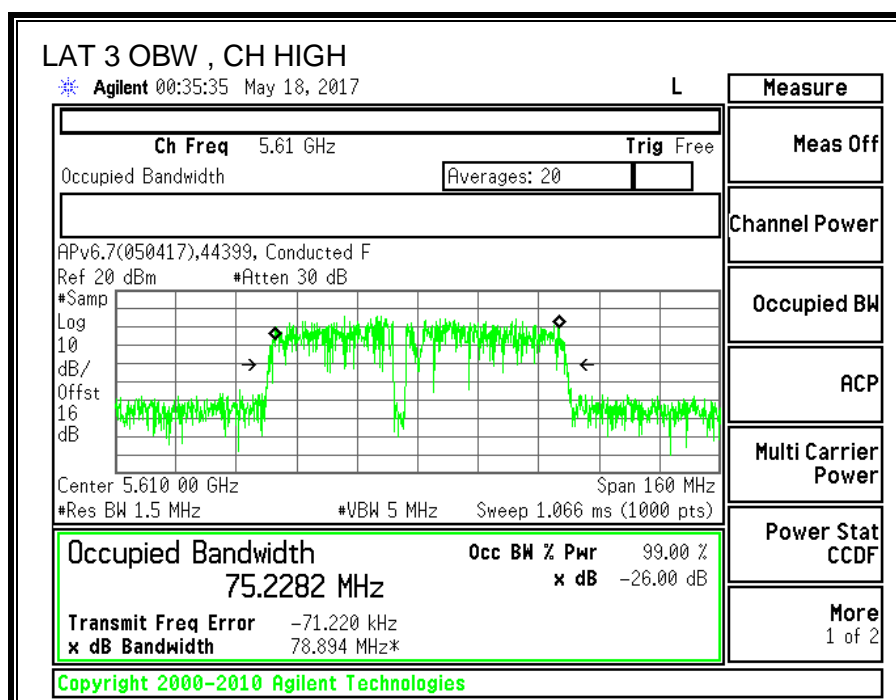 LAT 3 OBW , CH HIGH
Agilent 00:35:35 May 18, 2017 L
Measure
Ch Freq 5.61 GHz Trig Free
Occupied Bandwidth Averages: 20
APv6.7(050417),44399, Conducted F
Ref 20 dBm #Atten 30 dB
#Samp
Log
10
dB/
Offst
16
dB
Center 5.610 00 GHz Span 160 MHz
#Res BW 1.5 MHz #VBW 5 MHz Sweep 1.066 ms (1000 pts)
Occupied Bandwidth Occ BW % Pwr 99.00 %
75.2282 MHz x dB -26.00 dB
Transmit Freq Error -71.220 kHz
x dB Bandwidth 78.894 MHz*
Meas Off
Channel Power
Occupied BW
ACP
Multi Carrier
Power
Power Stat
CCDF
More
1 of 2
Copyright 2000-2010 Agilent Technologies